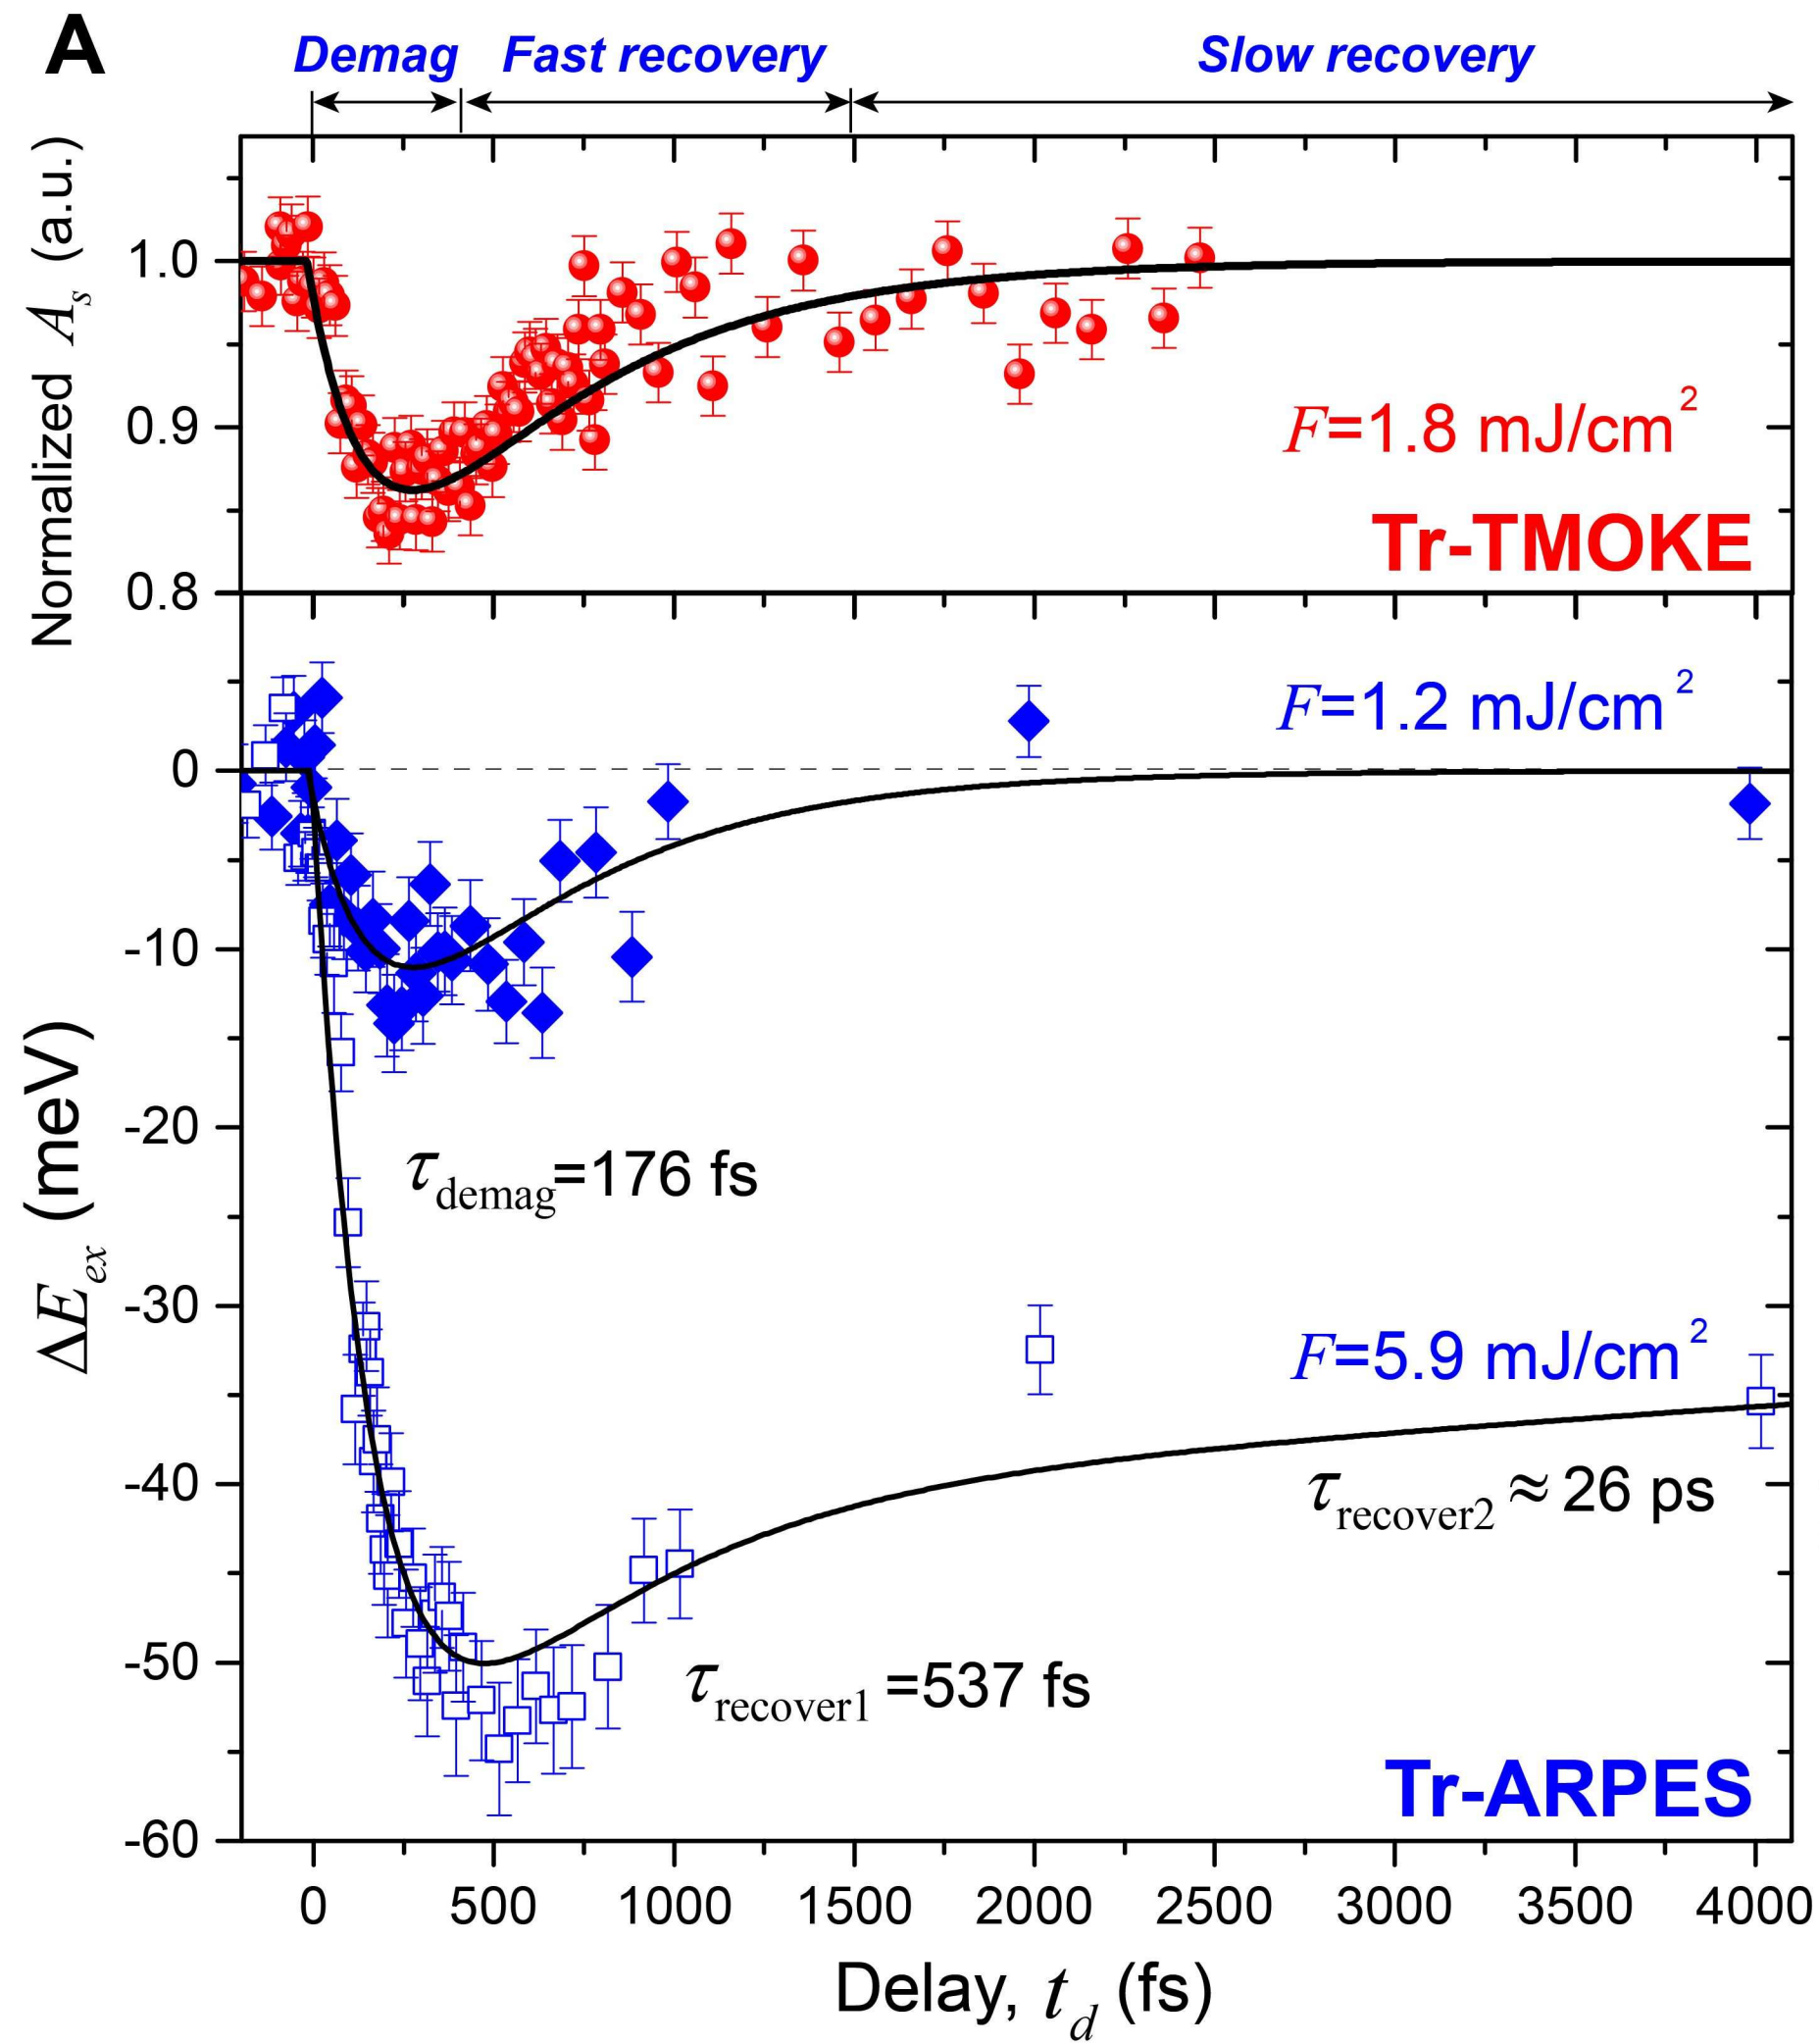 A
Demag Fast recovery Slow recovery
Normalized A_s (a.u.)
1.0
0.9
0.8
F=1.8 mJ/cm²
Tr-TMOKE
ΔE_ex (meV)
0
-10
-20
-30
-40
-50
-60
F=1.2 mJ/cm²
τ_demag=176 fs
F=5.9 mJ/cm²
τ_recover2 ≈ 26 ps
τ_recover1 =537 fs
Tr-ARPES
0 500 1000 1500 2000 2500 3000 3500 4000
Delay, t_d (fs)